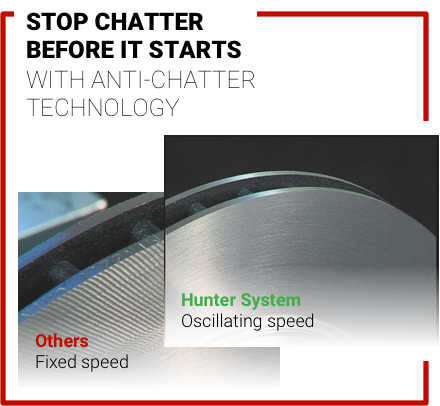 STOP CHATTER
BEFORE IT STARTS
WITH ANTI-CHATTER
TECHNOLOGY
Hunter System
Oscillating speed
Others
Fixed speed